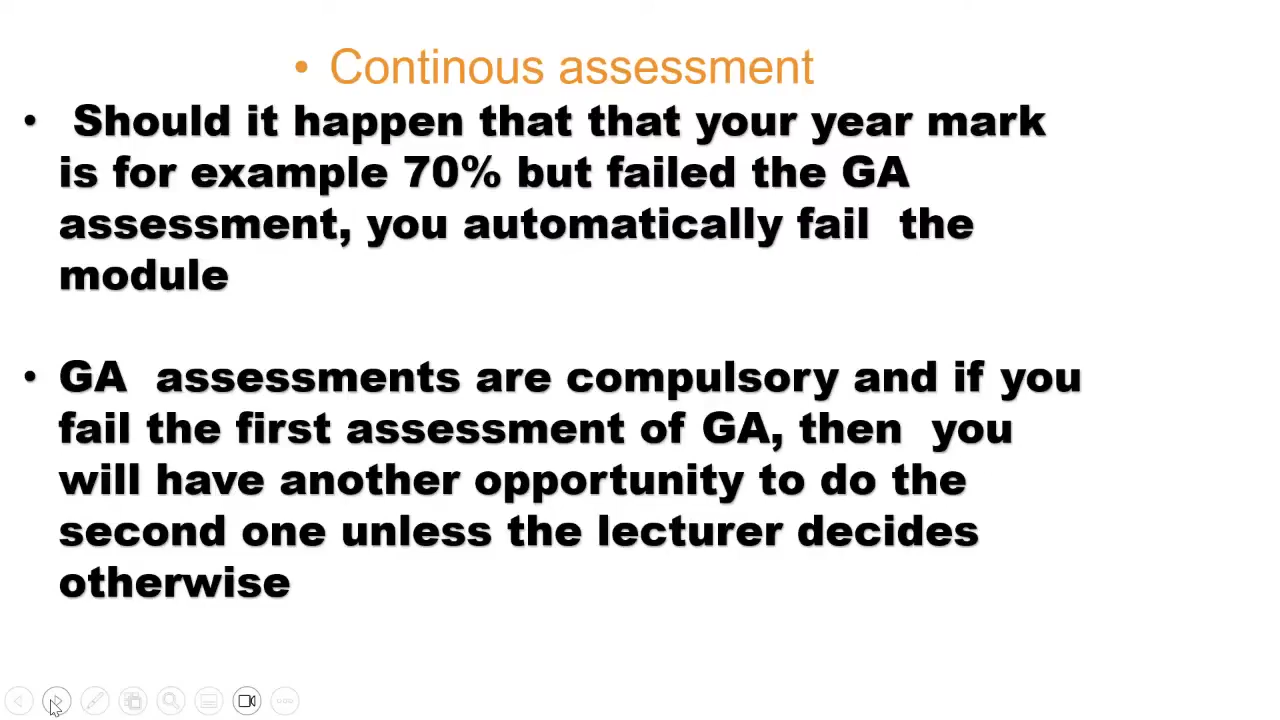 • Continous assessment
• Should it happen that that your year mark
is for example 70% but failed the GA
assessment, you automatically fail the
module
• GA assessments are compulsory and if you
fail the first assessment of GA, then you
will have another opportunity to do the
second one unless the lecturer decides
otherwise